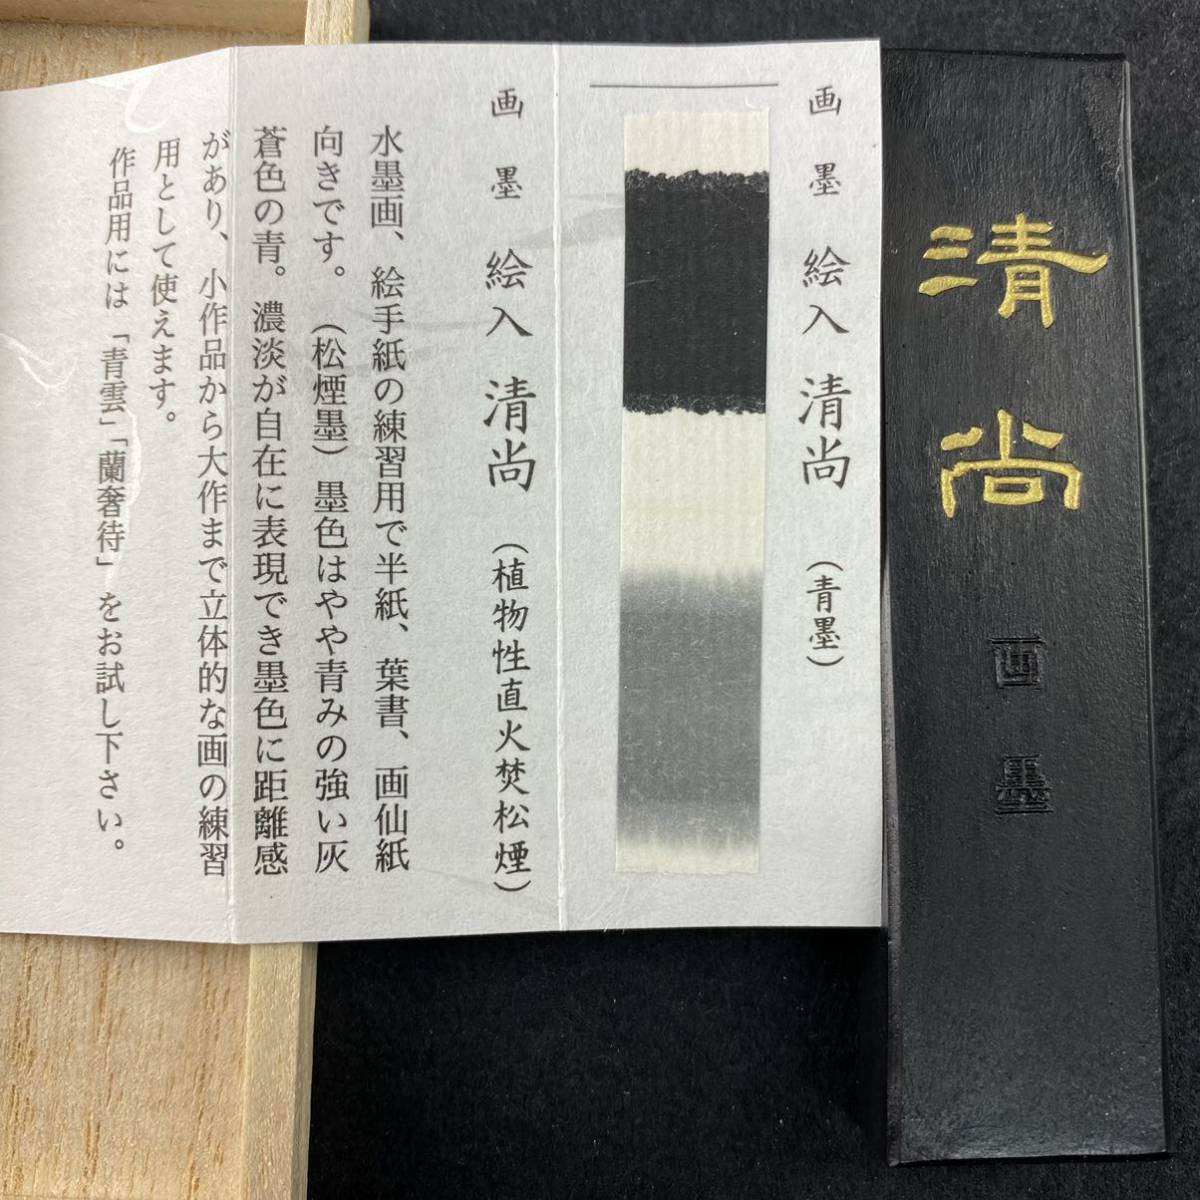 清尚
画墨
画墨 絵入 清尚 (青墨)
画墨 絵入 清尚 (植物性直火焚松煙)
水墨画、絵手紙の練習用で半紙、葉書、画仙紙
向きです。(松煙墨)墨色はやや青みの強い灰
蒼色の青。濃淡が自在に表現でき墨色に距離感
があり、小作品から大作まで立体的な画の練習
用として使えます。
作品用には「青雲」「蘭奢待」をお試し下さい。